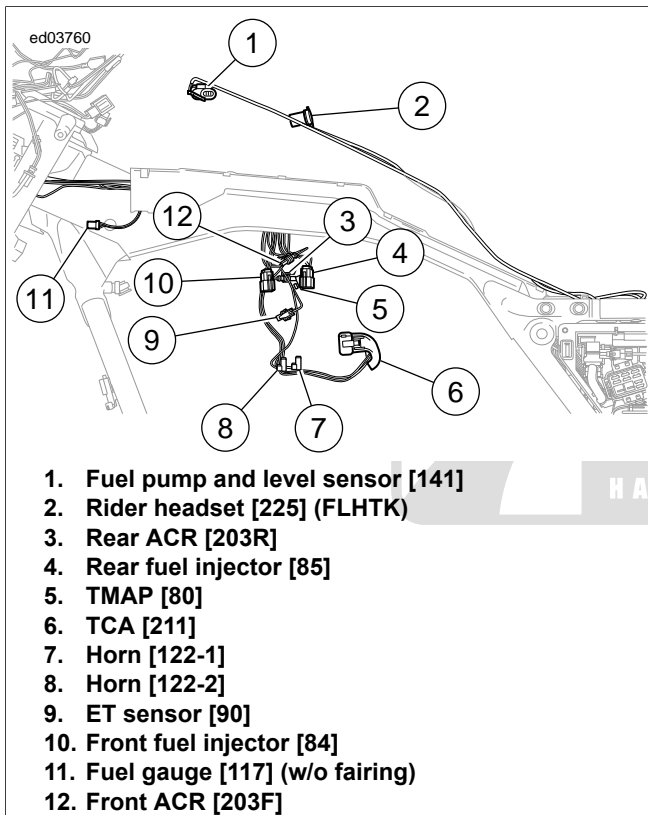 ed03760
1
2
12
3
4
10
11
5
9
6
8
7
1. Fuel pump and level sensor [141]
2. Rider headset [225] (FLHTK)
3. Rear ACR [203R]
4. Rear fuel injector [85]
5. TMAP [80]
6. TCA [211]
7. Horn [122-1]
8. Horn [122-2]
9. ET sensor [90]
10. Front fuel injector [84]
11. Fuel gauge [117] (w/o fairing)
12. Front ACR [203F]
H A